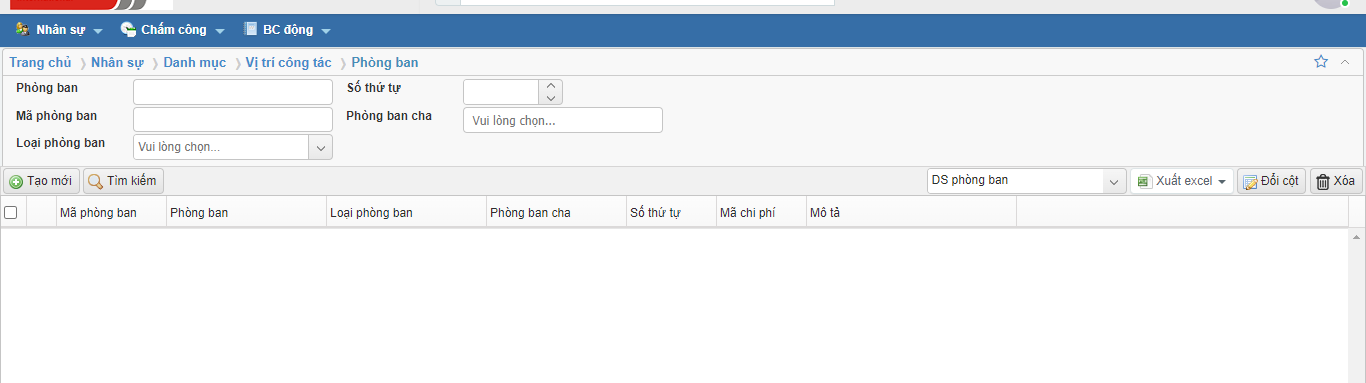 Nhân sự Chấm công BC động
Trang chủ Nhân sự Danh mục Vị trí công tác Phòng ban
Phòng ban Số thứ tự
Mã phòng ban Phòng ban cha Vui lòng chọn...
Loại phòng ban Vui lòng chọn...
Tạo mới Tìm kiếm DS phòng ban Xuất excel Đổi cột Xóa
Mã phòng ban Phòng ban Loại phòng ban Phòng ban cha Số thứ tự Mã chi phí Mô tả